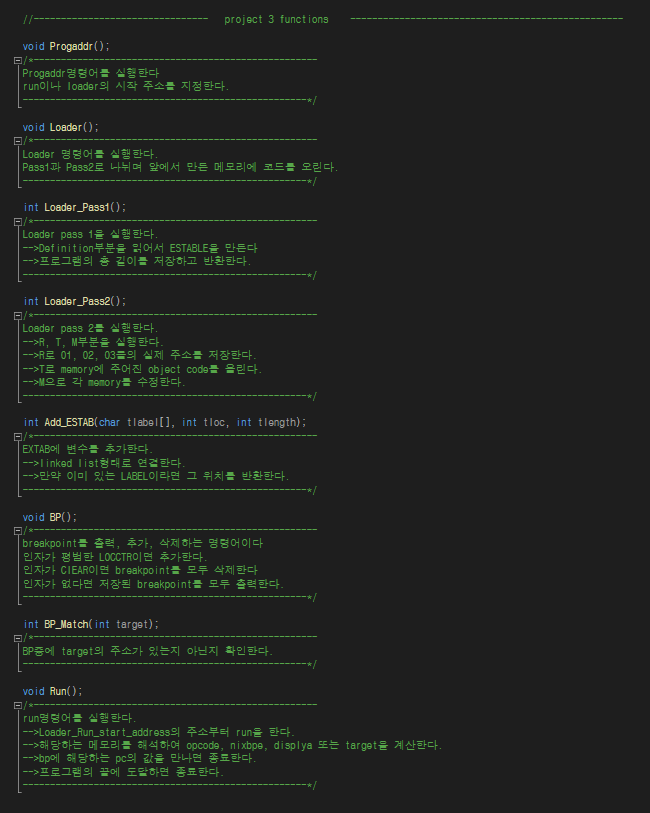 //-------------------------------- project 3 functions --------------------------------------------------
void Progaddr();
/*----------------------------------------------------
Progaddr명령어를 실행한다
run이나 loader의 시작 주소를 지정한다.
----------------------------------------------------*/
void Loader();
/*----------------------------------------------------
Loader 명령어를 실행한다.
Pass1과 Pass2로 나뉘며 앞에서 만든 메모리에 코드를 오린다.
----------------------------------------------------*/
int Loader_Pass1();
/*----------------------------------------------------
Loader pass 1을 실행한다.
-->Definition부분을 읽어서 ESTABLE을 만든다
-->프로그램의 총 길이를 저장하고 반환한다.
----------------------------------------------------*/
int Loader_Pass2();
/*----------------------------------------------------
Loader pass 2를 실행한다.
-->R, T, M부분을 실행한다.
-->R로 01, 02, 03들의 실제 주소를 저장한다.
-->T로 memory에 주어진 object code를 올린다.
-->M으로 각 memory를 수정한다.
----------------------------------------------------*/
int Add_ESTAB(char tlabel[], int tloc, int tlength);
/*----------------------------------------------------
EXTAB에 변수를 추가한다.
-->linked list형태로 연결한다.
-->만약 이미 있는 LABEL이라면 그 위치를 반환한다.
----------------------------------------------------*/
void BP();
/*----------------------------------------------------
breakpoint를 출력, 추가, 삭제하는 명령어이다
인자가 평범한 LOCCTR이면 추가한다.
인자가 CIEAR이면 breakpoint를 모두 삭제한다
인자가 없다면 저장된 breakpoint를 모두 출력한다.
----------------------------------------------------*/
int BP_Match(int target);
/*----------------------------------------------------
BP중에 target의 주소가 있는지 아닌지 확인한다.
----------------------------------------------------*/
void Run();
/*----------------------------------------------------
run명령어를 실행한다.
-->Loader_Run_start_address의 주소부터 run을 한다.
-->해당하는 메모리를 해석하여 opcode, nixbpe, displya 또는 target을 계산한다.
-->bp에 해당하는 pc의 값을 만나면 종료한다.
-->프로그램의 끝에 도달하면 종료한다.
----------------------------------------------------*/